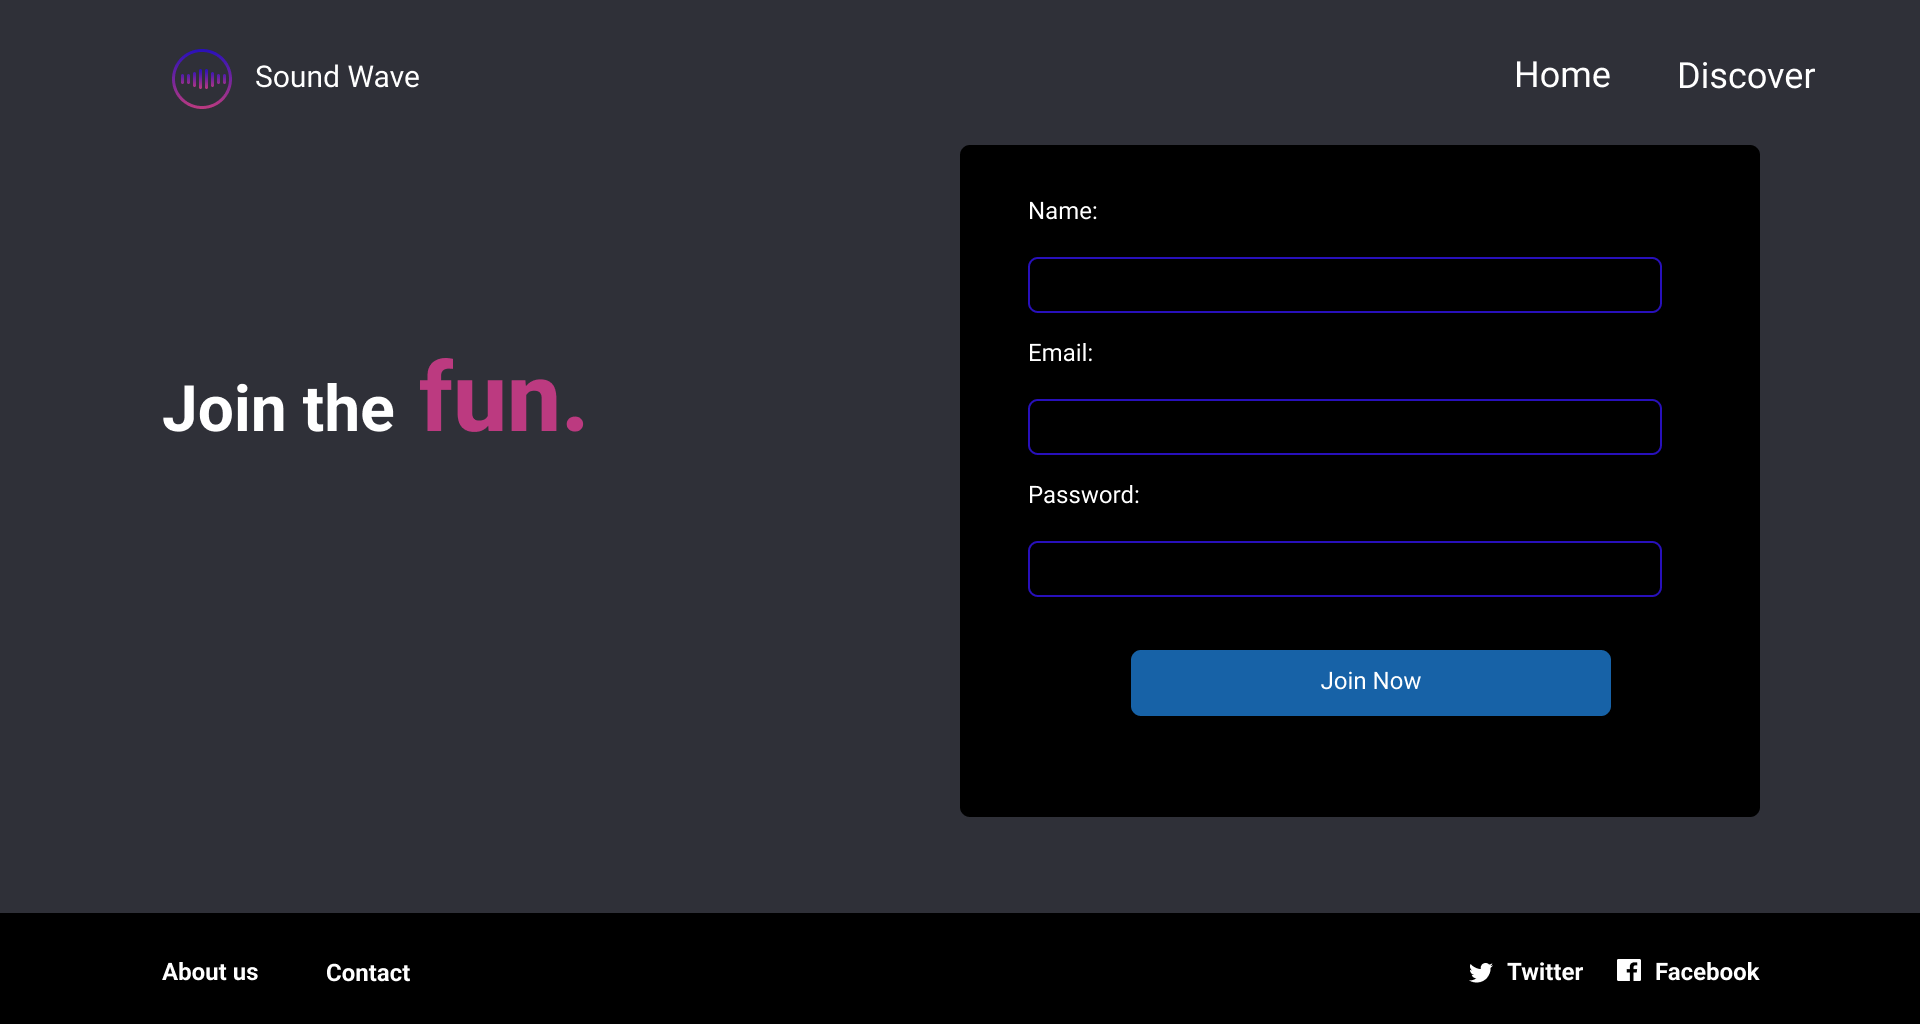 Sound Wave
Home
Discover
Join the fun.
Name:
Email:
Password:
Join Now
About us
Contact
Twitter
Facebook